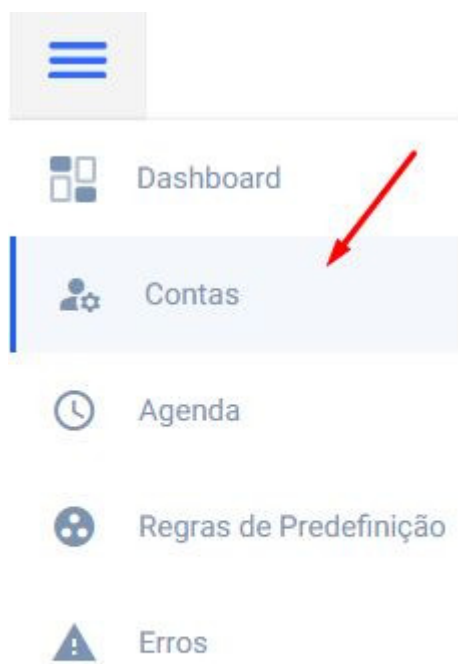 Dashboard
Contas
Agenda
Regras de Predefinição
Erros